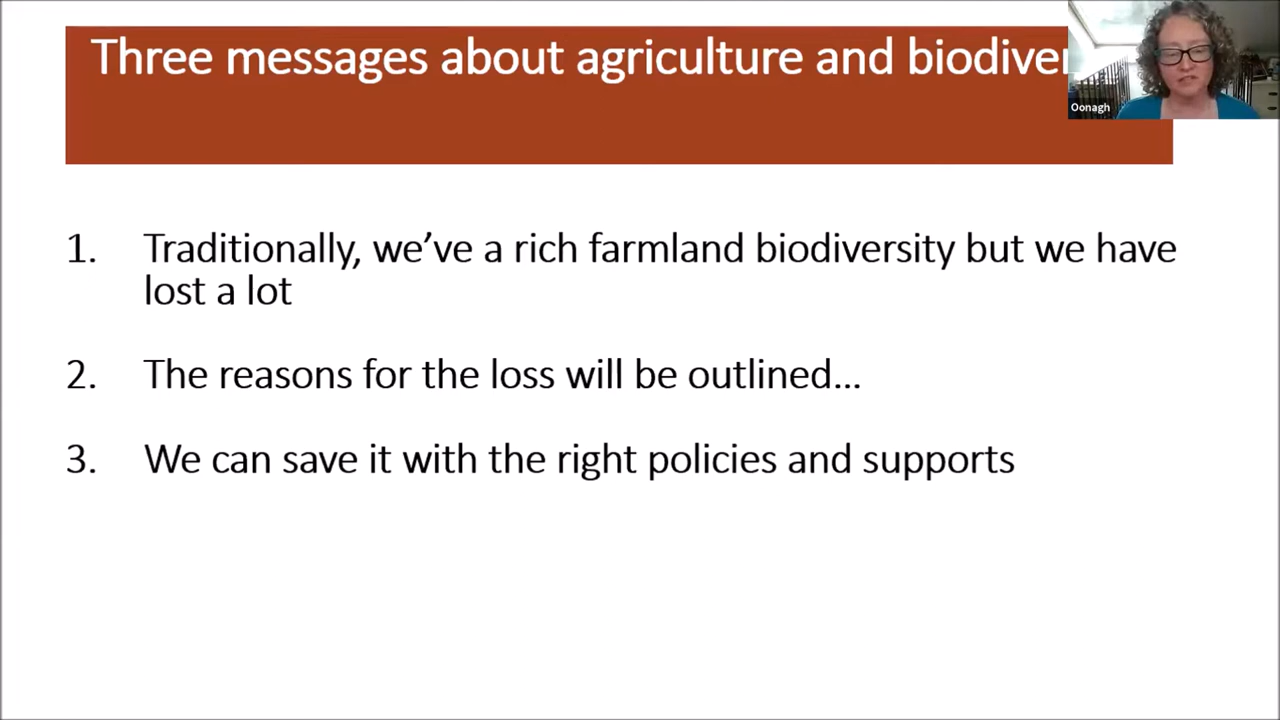 Three messages about agriculture and
Oonagh
1. Traditionally, we've a rich farmland biodiversity but we have
lost a lot
2. The reasons for the loss will be outlined...
3. We can save it with the right policies and supports